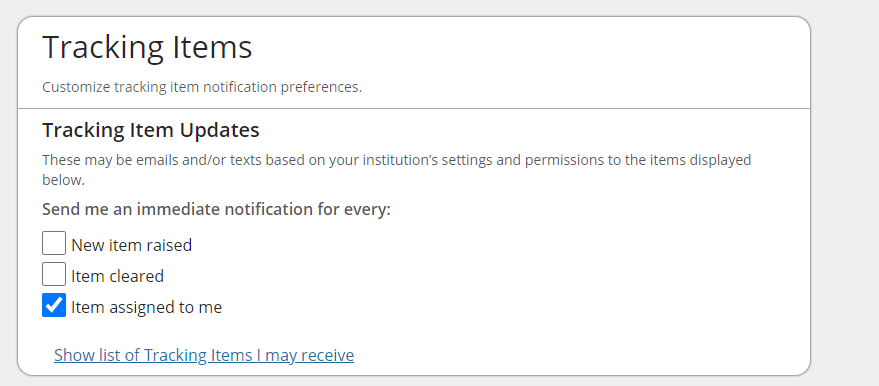 Tracking Items
Customize tracking item notification preferences.
Tracking Item Updates
These may be emails and/or texts based on your institution’s settings and permissions to the items displayed
below.
Send me an immediate notification for every:
New item raised
Item cleared
Item assigned to me
Show list of Tracking Items I may receive